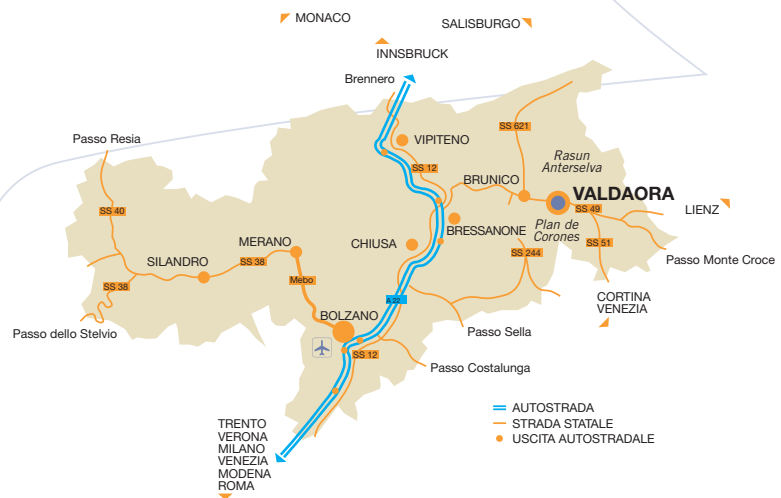 MONACO
SALISBURGO
INNSBRUCK
Brennero
SS 621
Passo Resia
VIPITENO
Rasun
Anterselva
SS 12
BRUNICO
VALDAORA
SS 40
SS 49
LIENZ
BRESSANONE
Plan de
Corones
MERANO
CHIUSA
SS 51
SILANDRO
SS 38
SS 244
Passo Monte Croce
Mebo
SS 38
CORTINA
VENEZIA
A 22
BOLZANO
Passo dello Stelvio
Passo Sella
SS 12
Passo Costalunga
AUTOSTRADA
STRADA STATALE
USCITA AUTOSTRADALE
TRENTO
VERONA
MILANO
VENEZIA
MODENA
ROMA